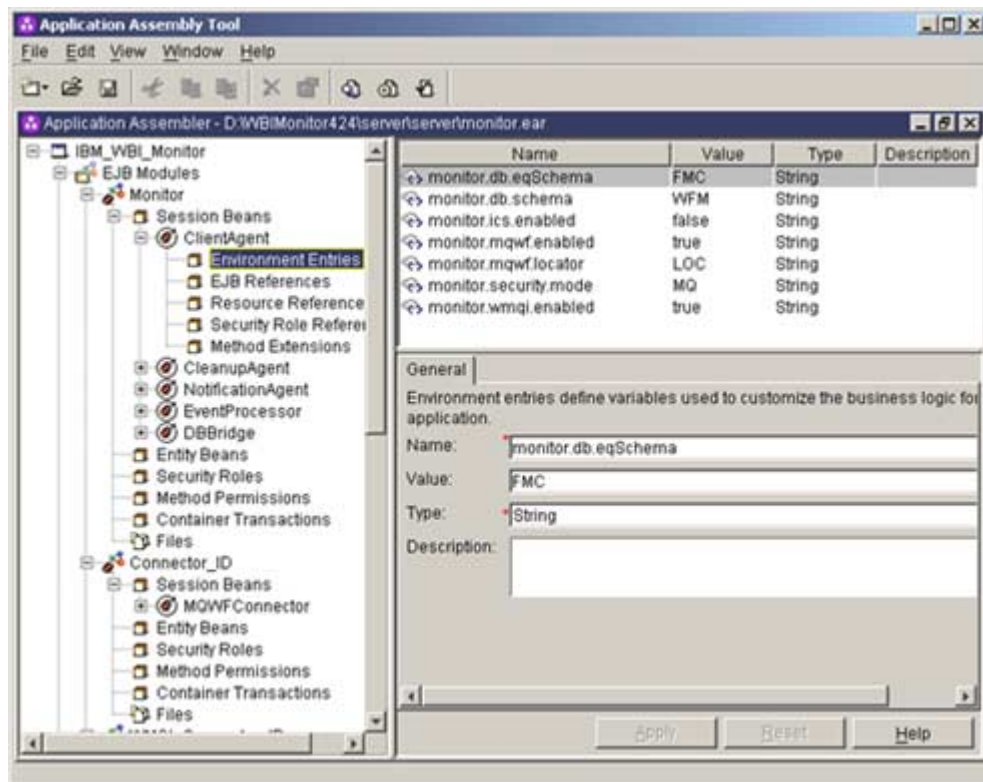 Application Assembly Tool
File Edit View Window Help
Application Assembler - D:\WBIMonitor424\server\server\monitor.ear
IBM_WBI_Monitor
EJB Modules
Monitor
Session Beans
ClientAgent
Environment Entries
EJB References
Resource Reference
Security Role Referen
Method Extensions
CleanupAgent
NotificationAgent
EventProcessor
DBBridge
Entity Beans
Security Roles
Method Permissions
Container Transactions
Files
Connector_ID
Session Beans
MQWFConnector
Entity Beans
Security Roles
Method Permissions
Container Transactions
Files
Name Value Type Description
monitor.db.eqSchema FMC String
monitor.db.schema WFM String
monitor.ics.enabled false String
monitor.mqwf.enabled true String
monitor.mqwf.locator LOC String
monitor.security.mode MQ String
monitor.wmqi.enabled true String
General
Environment entries define variables used to customize the business logic for
application.
Name: *monitor.db.eqSchema
Value: FMC
Type: *String
Description:
Apply Reset Help